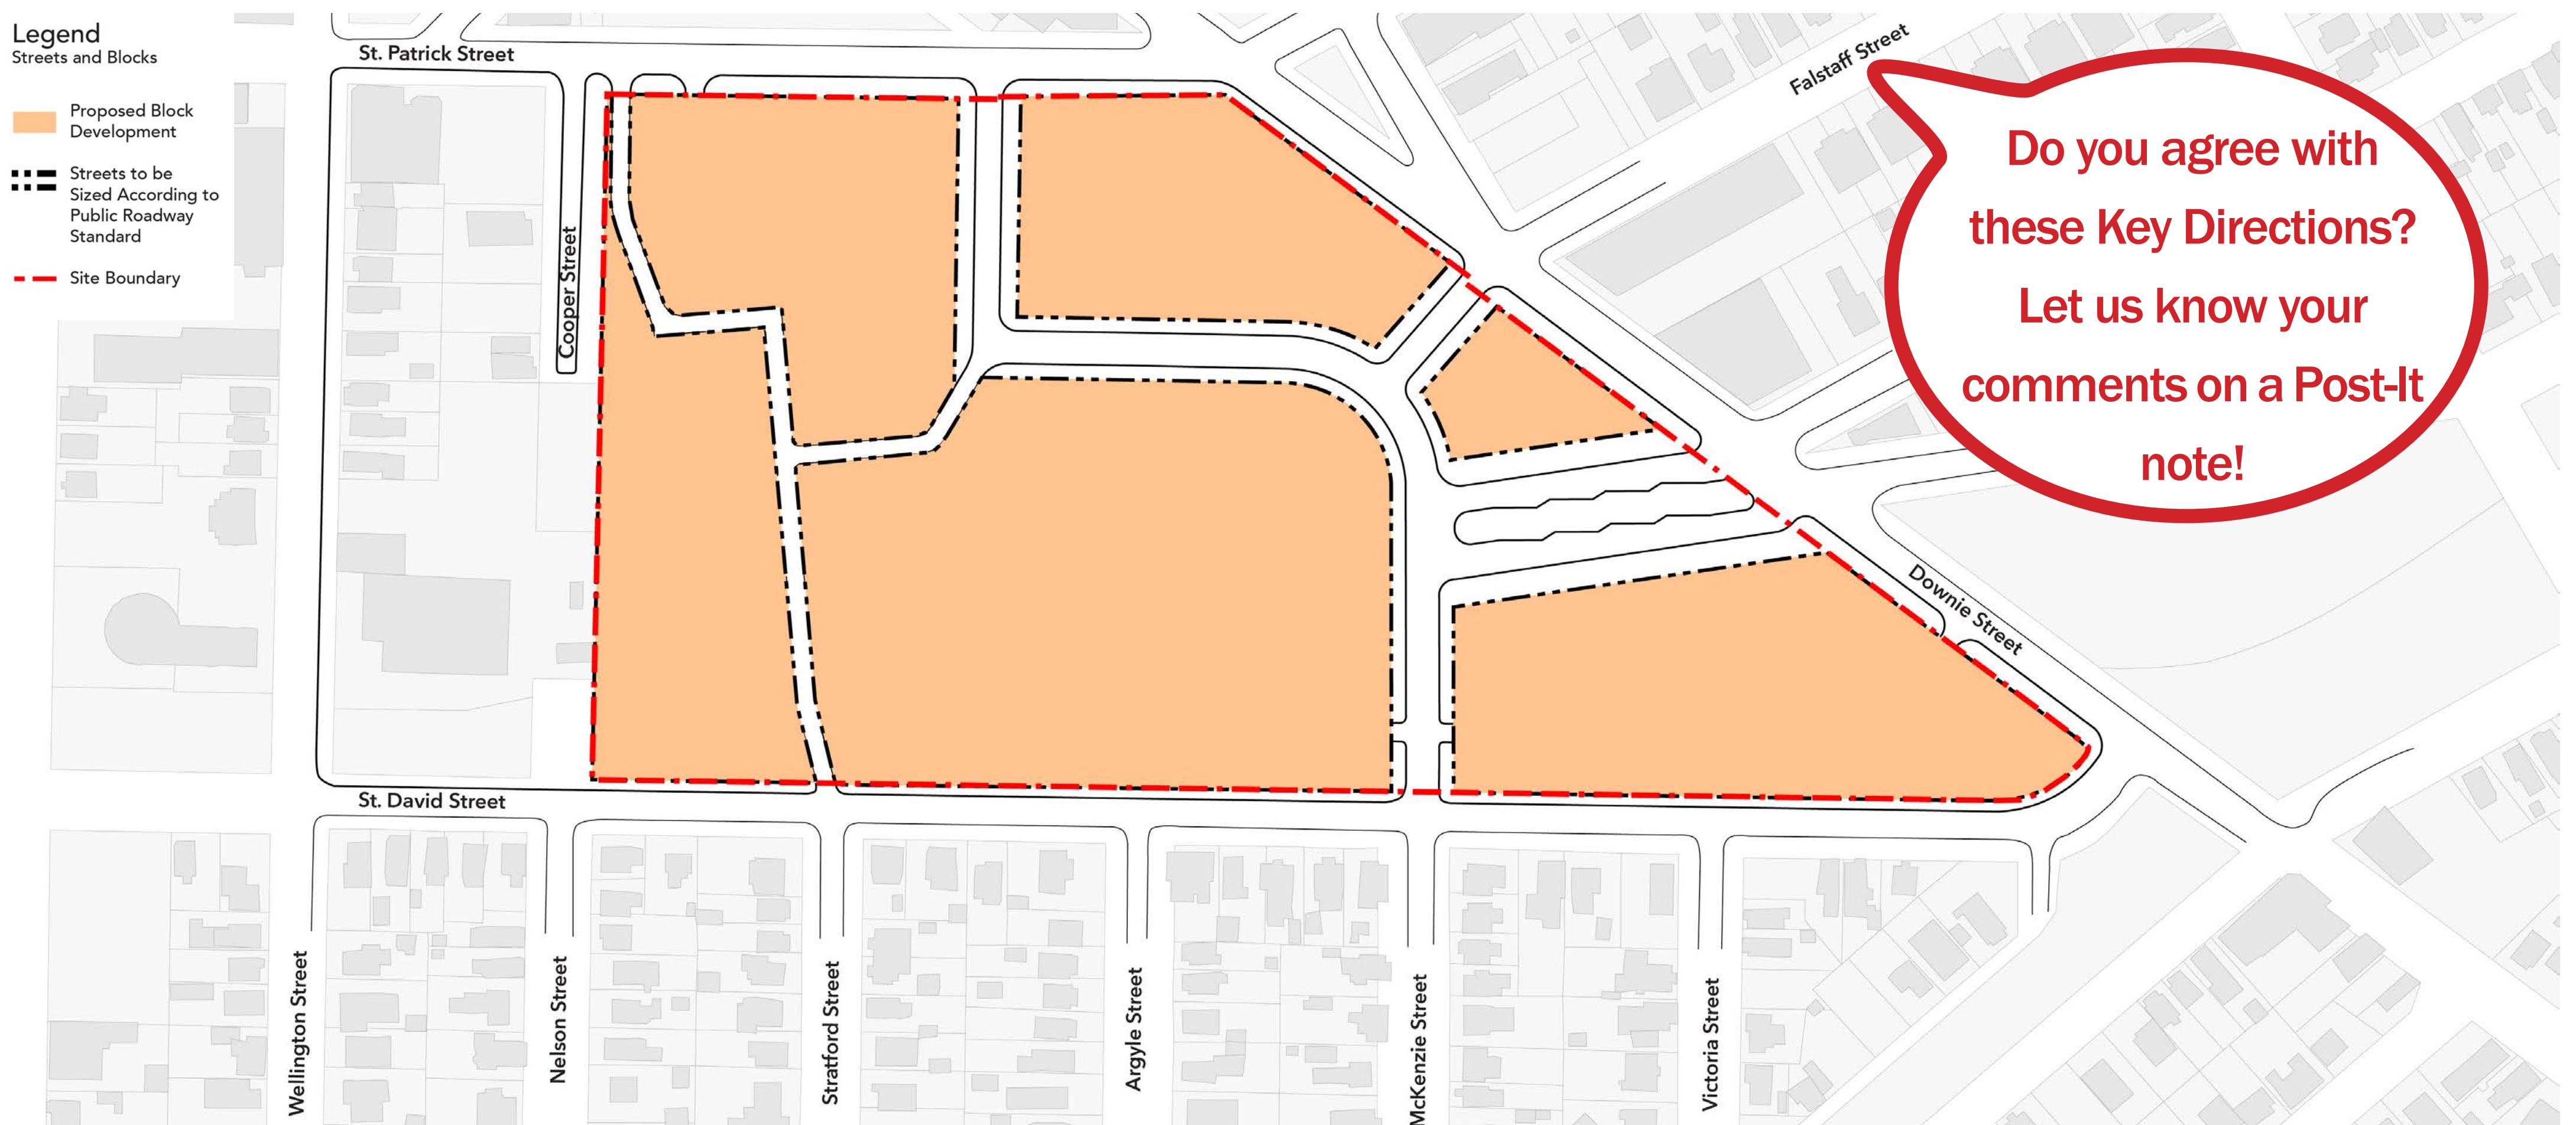 Legend
Streets and Blocks
Proposed Block
Development
Streets to be
Sized According to
Public Roadway
Standard
Site Boundary
St. Patrick Street
Cooper Street
Falstaff Street
Do you agree with
these Key Directions?
Let us know your
comments on a Post-It
note!
Downie Street
St. David Street
Wellington Street
Nelson Street
Stratford Street
Argyle Street
McKenzie Street
Victoria Street